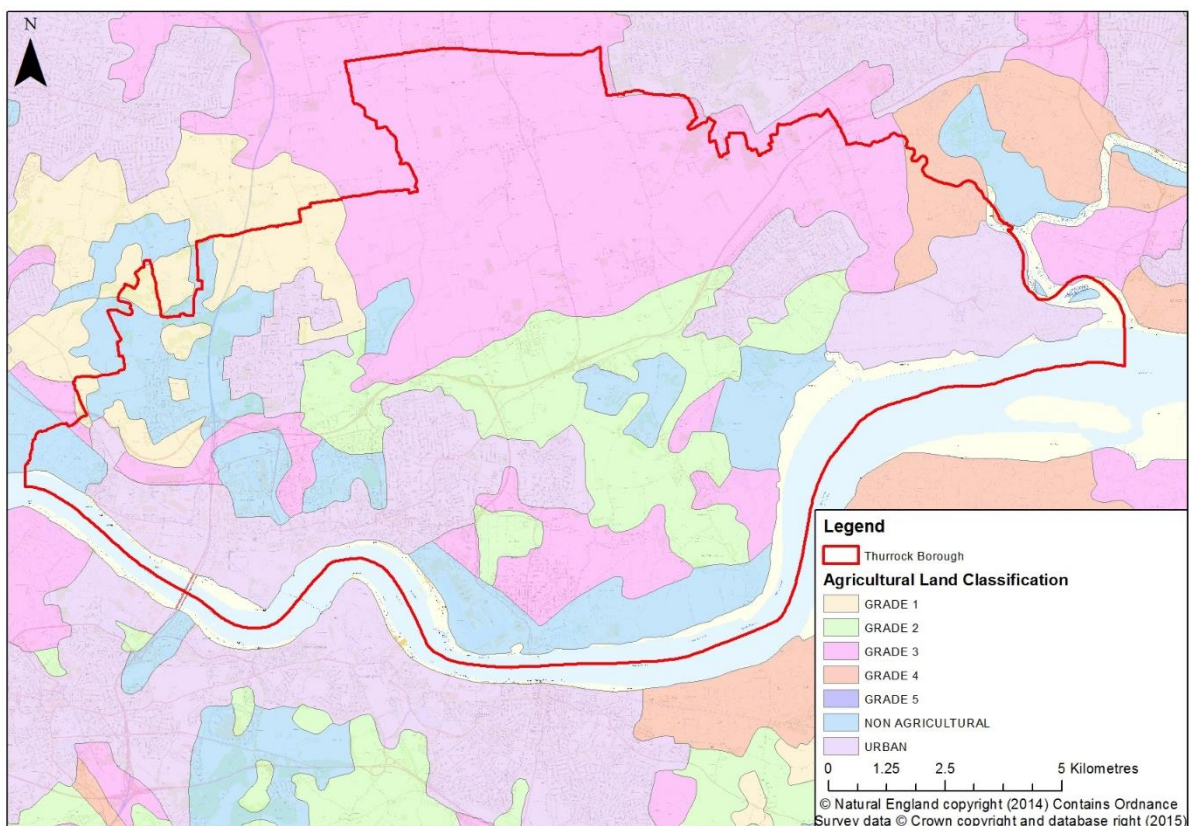 N
Legend
Thurrock Borough
Agricultural Land Classification
GRADE 1
GRADE 2
GRADE 3
GRADE 4
GRADE 5
NON AGRICULTURAL
URBAN
0 1.25 2.5 5 Kilometres
© Natural England copyright (2014) Contains Ordnance
Survey data © Crown copyright and database right (2015)